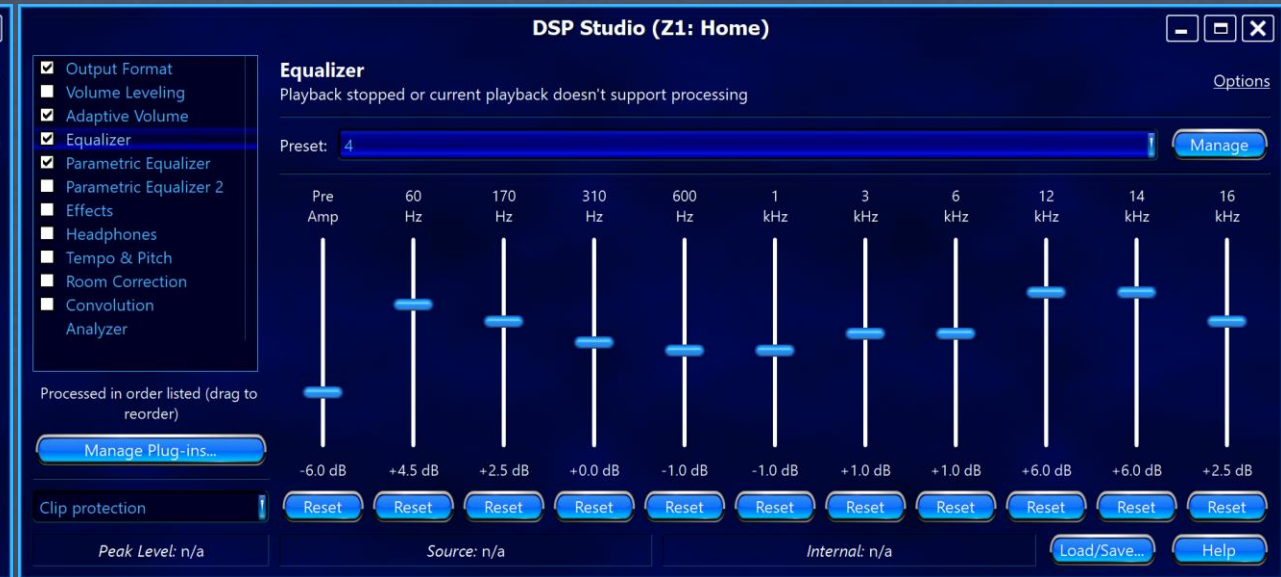 DSP Studio (Z1: Home)
Output Format
Volume Leveling
Adaptive Volume
Equalizer
Parametric Equalizer
Parametric Equalizer 2
Effects
Headphones
Tempo & Pitch
Room Correction
Convolution
Analyzer
Processed in order listed (drag to
reorder)
Manage Plug-ins...
Clip protection
Equalizer
Options
Playback stopped or current playback doesn't support processing
Preset: 4 Manage
Pre 60 170 310 600 1 3 6 12 14 16
Amp Hz Hz Hz Hz kHz kHz kHz kHz kHz kHz
-6.0 dB +4.5 dB +2.5 dB +0.0 dB -1.0 dB -1.0 dB +1.0 dB +1.0 dB +6.0 dB +6.0 dB +2.5 dB
Reset Reset Reset Reset Reset Reset Reset Reset Reset Reset Reset
Peak Level: n/a Source: n/a Internal: n/a Load/Save... Help